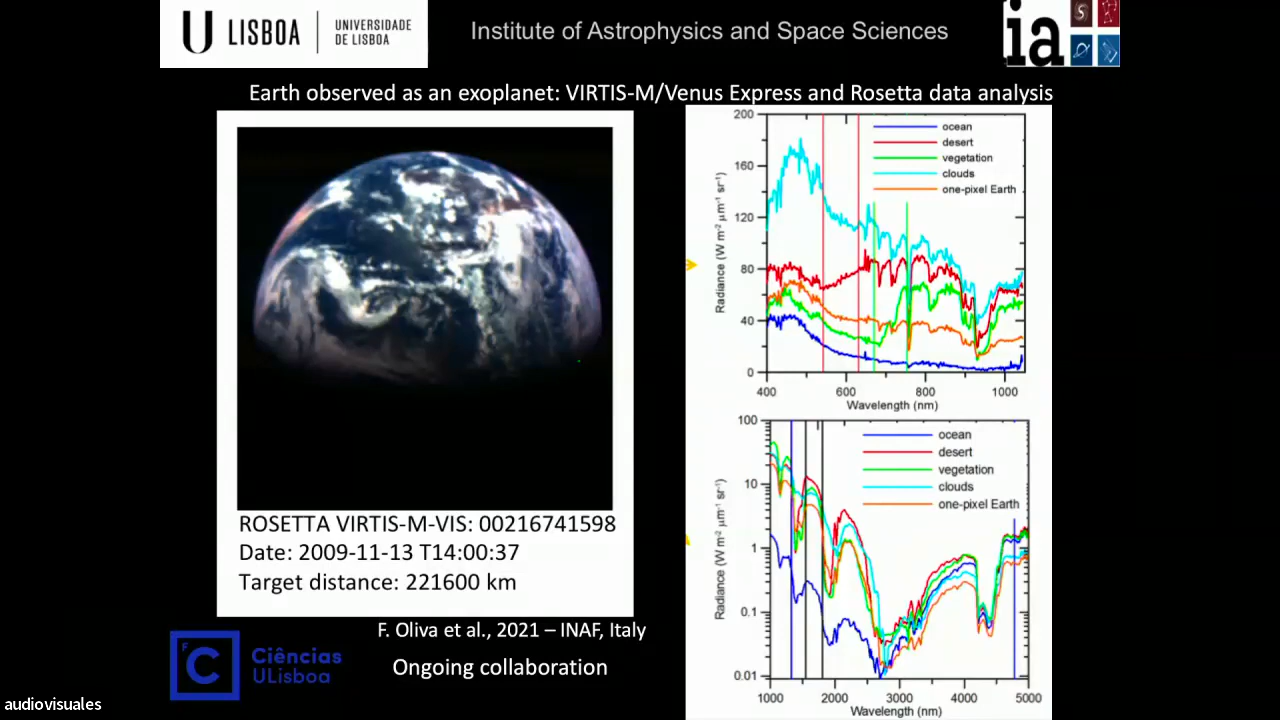 LISBOA
UNIVERSIDADE
DE LISBOA
Institute of Astrophysics and Space Sciences
ia
Earth observed as an exoplanet: VIRTIS-M/Venus Express and Rosetta data analysis
200
160
120
80
40
0
Radiance (W m⁻² μm⁻¹ sr⁻¹)
ocean
desert
vegetation
clouds
one-pixel Earth
400 600 800 1000
Wavelength (nm)
100
10
1
0.1
0.01
Radiance (W m⁻² μm⁻¹ sr⁻¹)
ocean
desert
vegetation
clouds
one-pixel Earth
1000 2000 3000 4000 5000
Wavelength (nm)
ROSETTA VIRTIS-M-VIS: 00216741598
Date: 2009-11-13 T14:00:37
Target distance: 221600 km
F. Oliva et al., 2021 – INAF, Italy
Ongoing collaboration
F
C
Ciências
ULisboa
audiovisuales